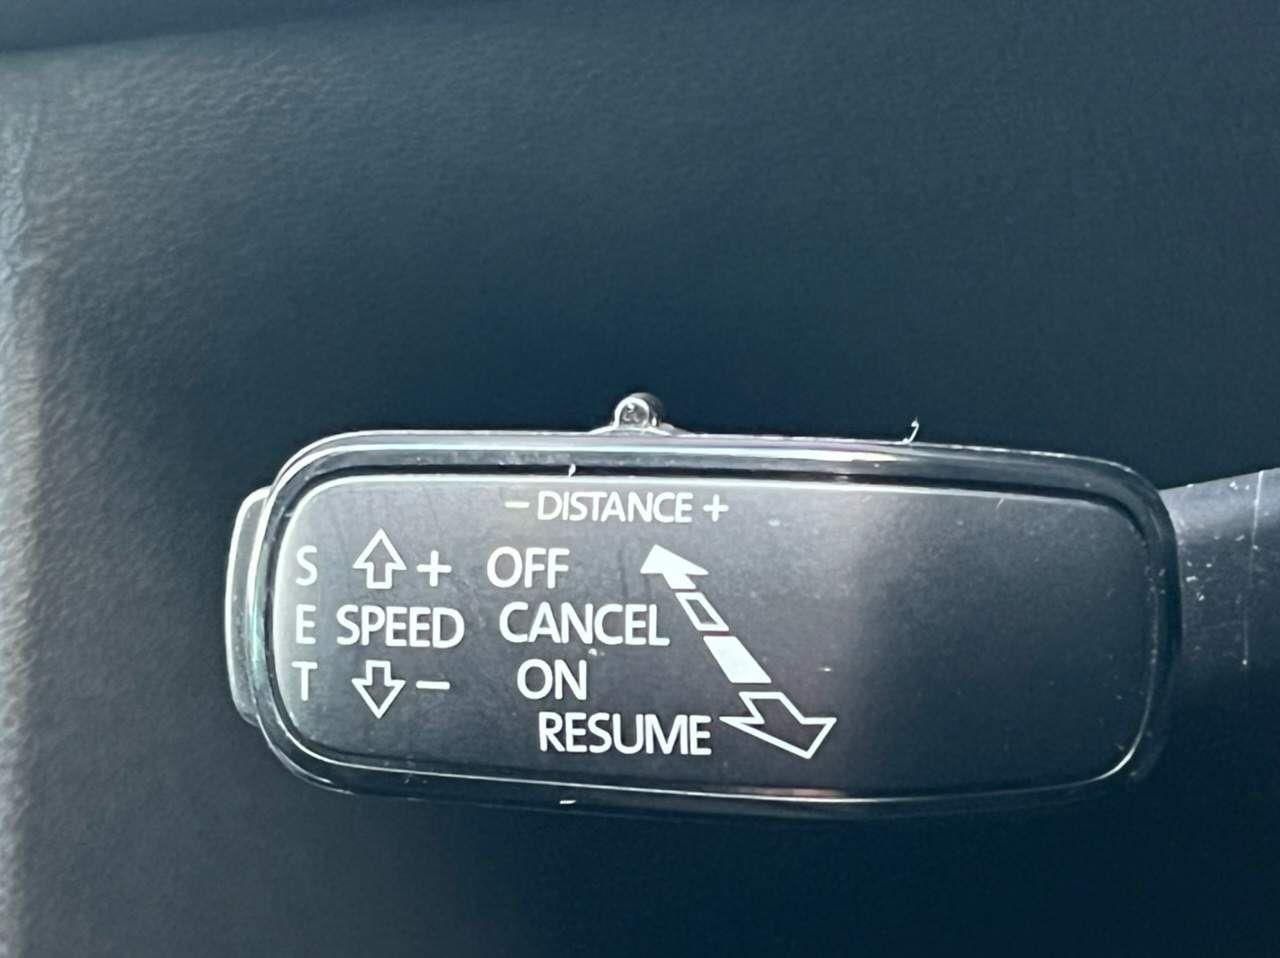 - DISTANCE +
S + OFF
E SPEED CANCEL
T - ON
RESUME